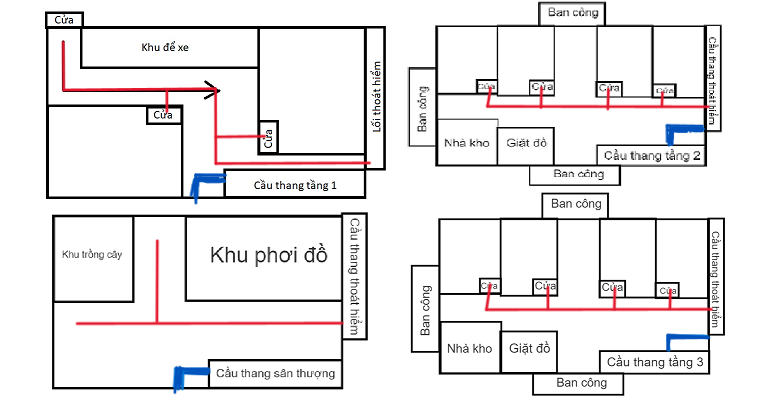 Cửa
Khu để xe
Cửa
Cửa
Lối thoát hiểm
Cầu thang tầng 1
Ban công
Ban công
Cửa
Cửa
Cửa
Cửa
Cầu thang thoát hiểm
Nhà kho
Giặt đồ
Cầu thang tầng 2
Ban công
Khu trồng cây
Khu phơi đồ
Cầu thang thoát hiểm
Cầu thang sân thượng
Ban công
Ban công
Cửa
Cửa
Cửa
Cửa
Cầu thang thoát hiểm
Nhà kho
Giặt đồ
Cầu thang tầng 3
Ban công